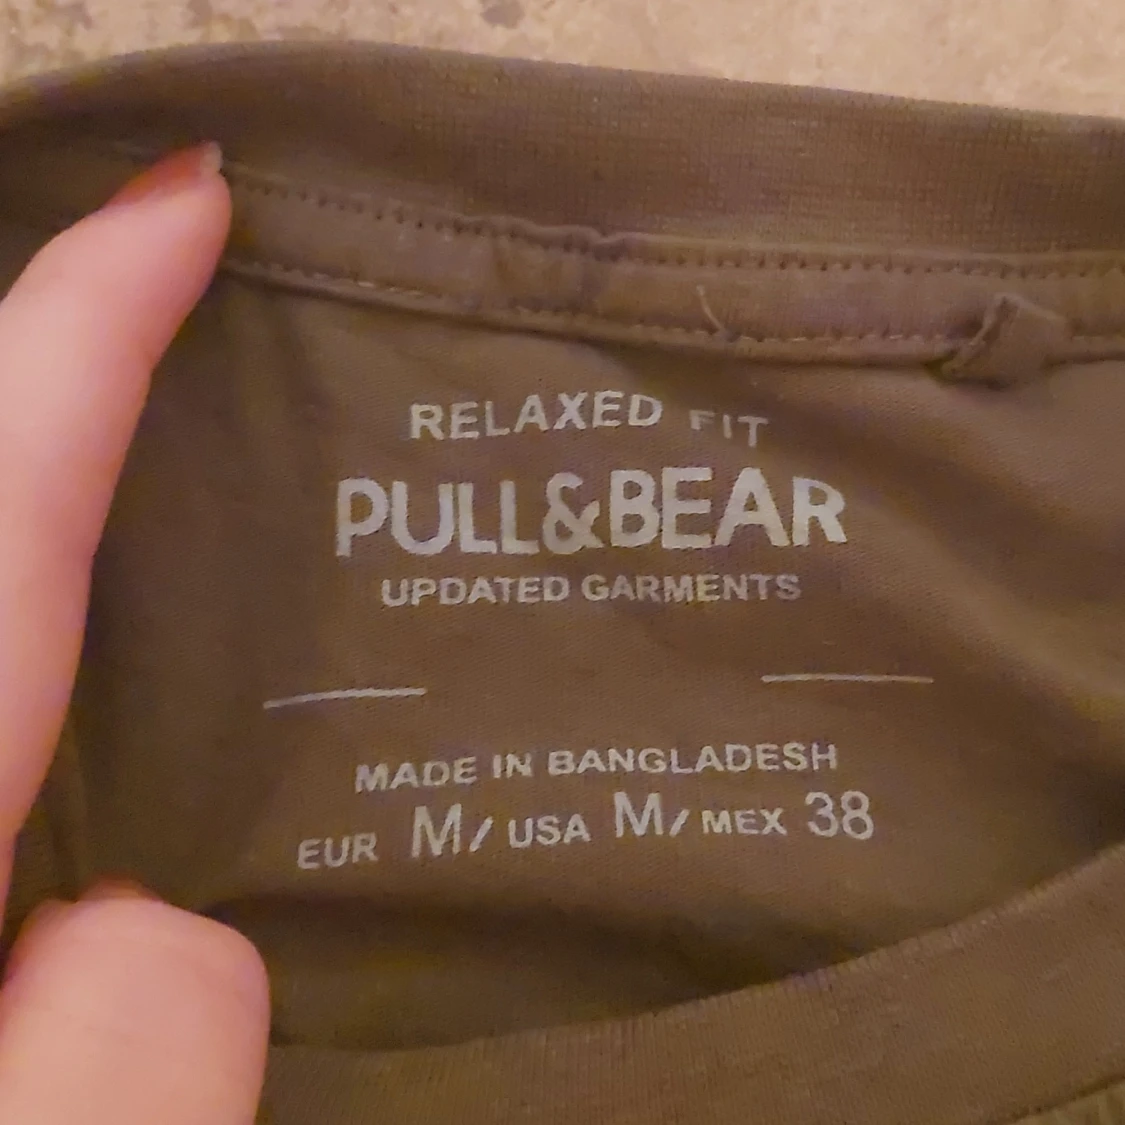 RELAXED FIT
PULL&BEAR
UPDATED GARMENTS
MADE IN BANGLADESH
EUR M/ USA M/ MEX 38